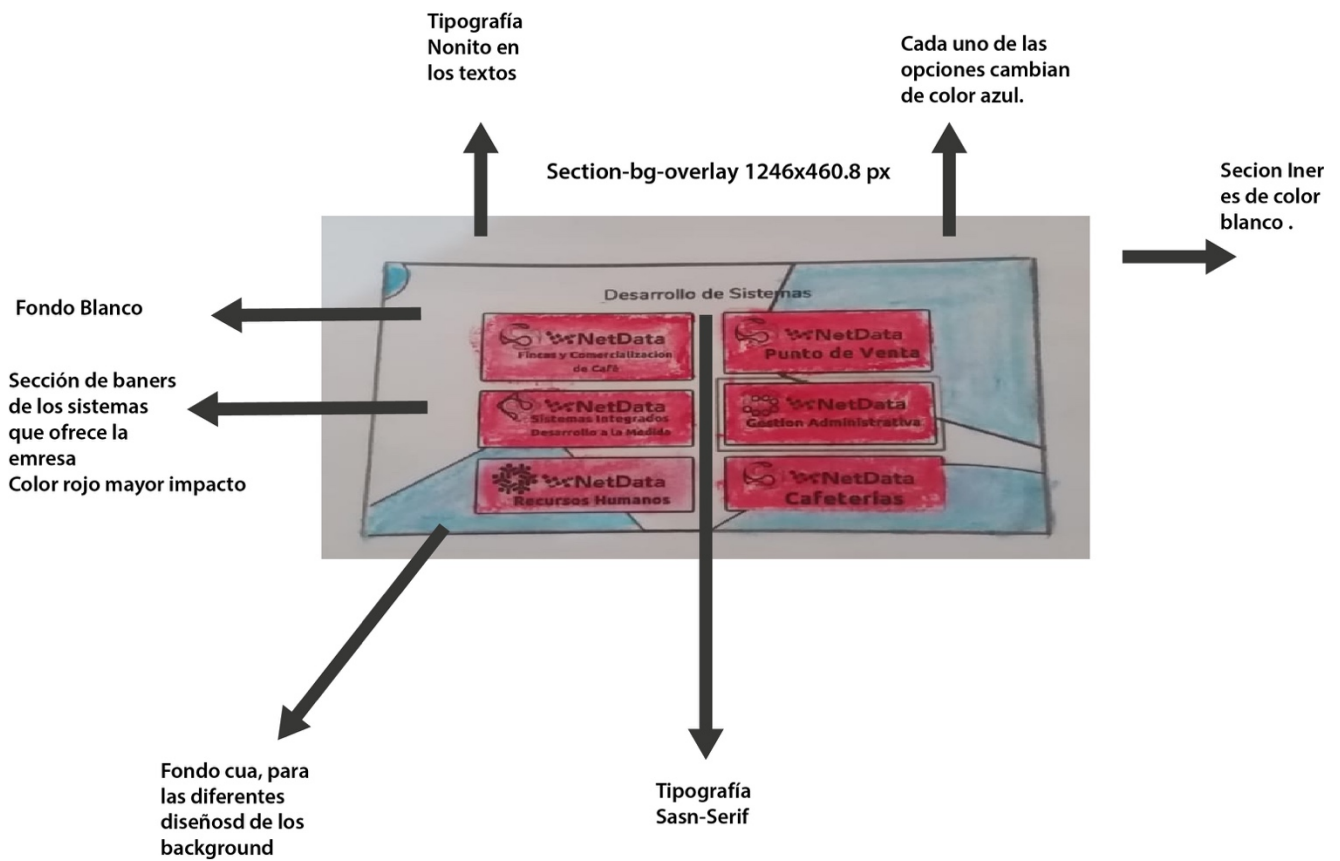 Tipografía
Nonito en
los textos
Cada uno de las
opciones cambian
de color azul.
Section-bg-overlay 1246x460.8 px
Secion Iner
es de color
blanco .
Fondo Blanco
Sección de baners
de los sistemas
que ofrece la
emresa
Color rojo mayor impacto
Desarrollo de Sistemas
NetData
Fincas y Comercialización
de Café
NetData
Punto de Venta
NetData
Sistemas Integrados
Desarrollo a la Medida
NetData
Gestion Administrativa
NetData
Recursos Humanos
NetData
Cafeterías
Fondo cua, para
las diferentes
diseñosd de los
background
Tipografía
Sasn-Serif